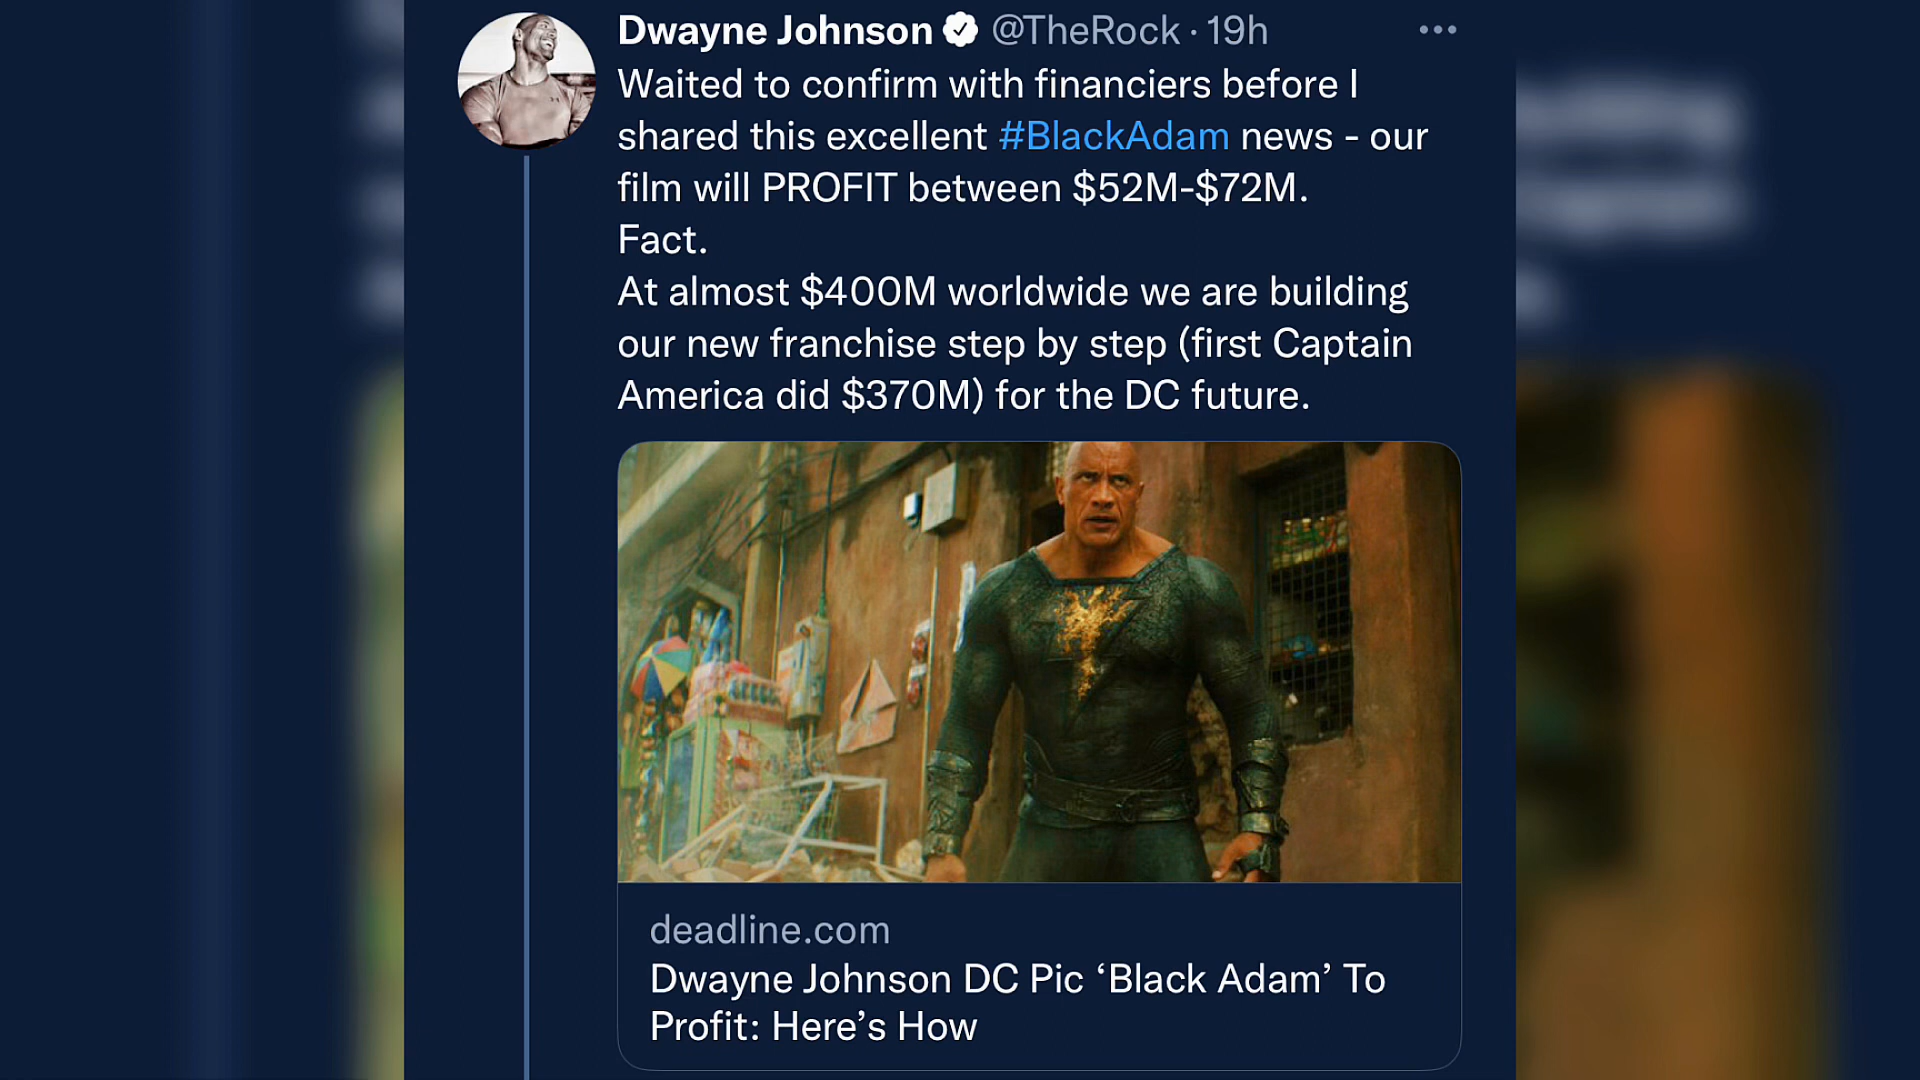 Dwayne Johnson @TheRock · 19h
Waited to confirm with financiers before I
shared this excellent #BlackAdam news - our
film will PROFIT between $52M-$72M.
Fact.
At almost $400M worldwide we are building
our new franchise step by step (first Captain
America did $370M) for the DC future.
deadline.com
Dwayne Johnson DC Pic ‘Black Adam’ To
Profit: Here’s How